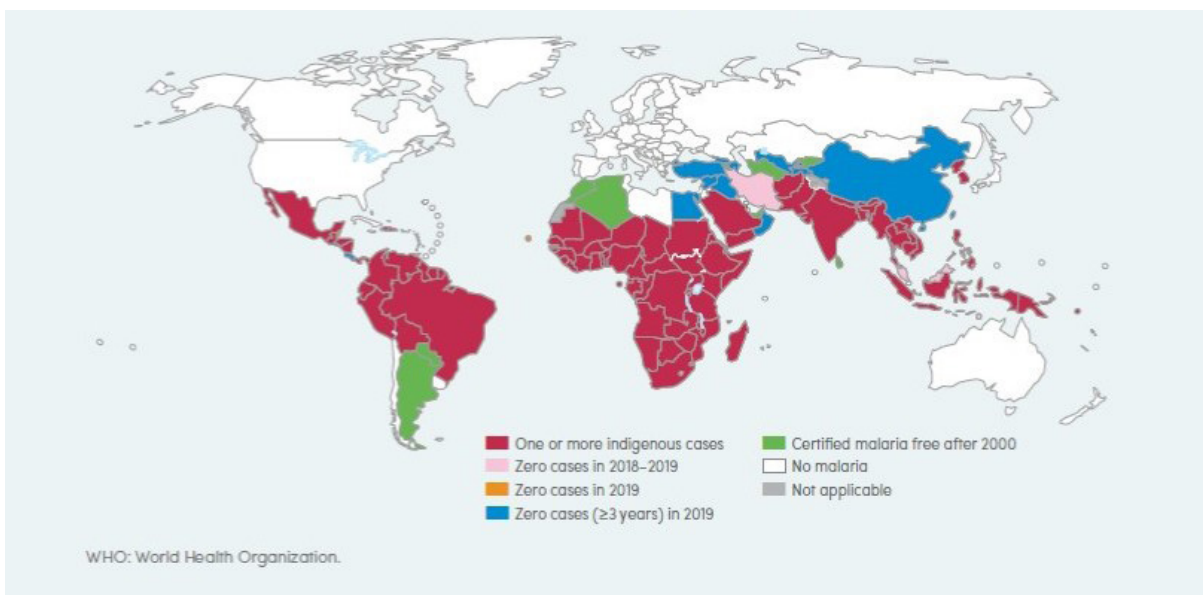 One or more indigenous cases
Zero cases in 2018–2019
Zero cases in 2019
Zero cases (≥3 years) in 2019
Certified malaria free after 2000
No malaria
Not applicable
WHO: World Health Organization.